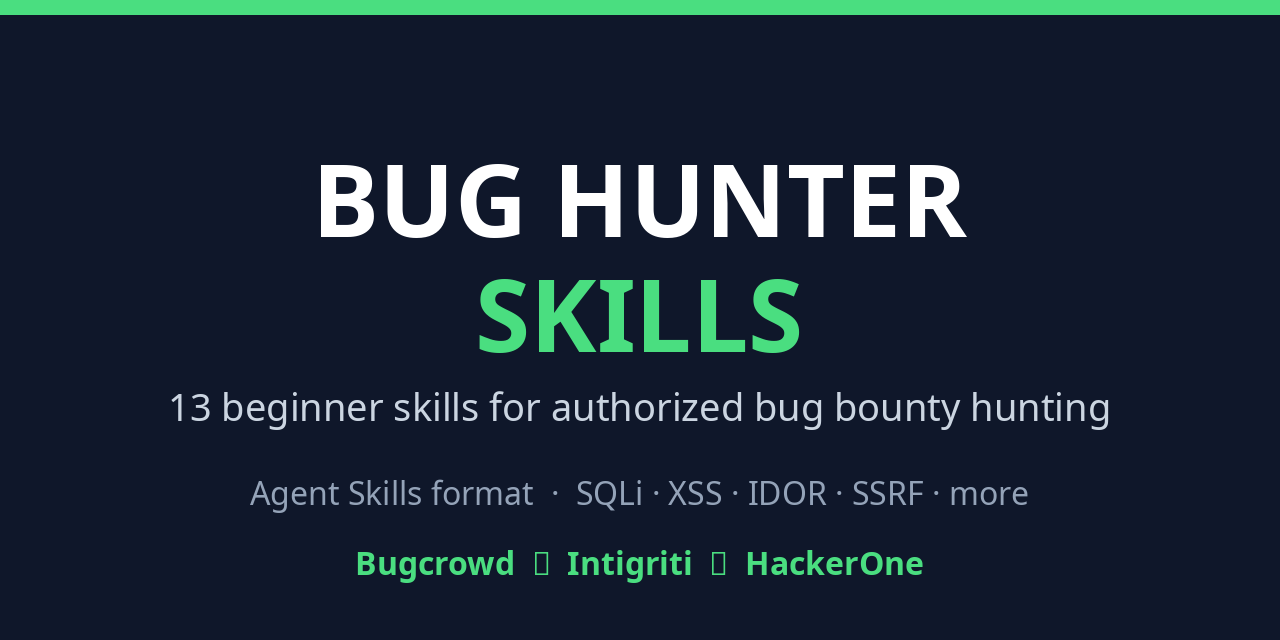 BUG HUNTER
SKILLS
13 beginner skills for authorized bug bounty hunting
Agent Skills format · SQLi · XSS · IDOR · SSRF · more
Bugcrowd ▯ Intigriti ▯ HackerOne